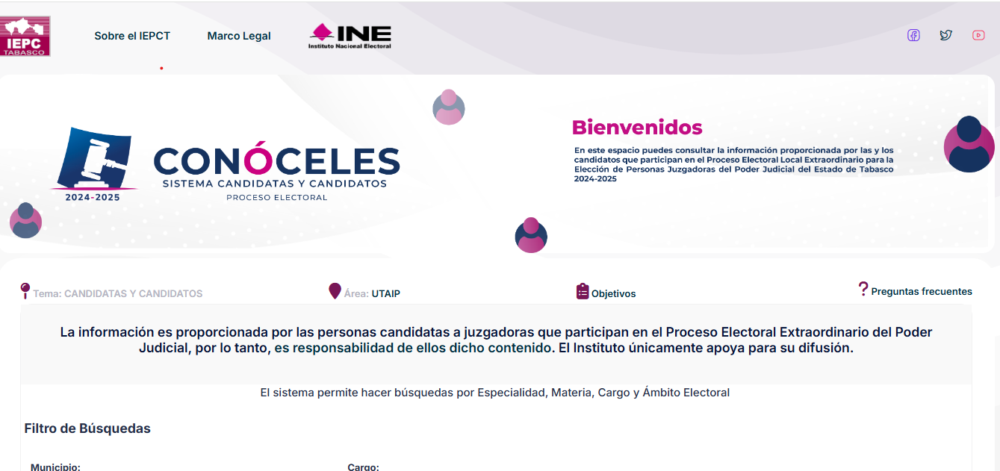 IEPC
TABASCO
Sobre el IEPCT
Marco Legal
INE
Instituto Nacional Electoral
CONÓCELES
SISTEMA CANDIDATAS Y CANDIDATOS
PROCESO ELECTORAL
2024-2025
Bienvenidos
En este espacio puedes consultar la información proporcionada por las y los
candidatos que participan en el Proceso Electoral Local Extraordinario para la
Elección de Personas Juzgadoras del Poder Judicial del Estado de Tabasco
2024-2025
Tema: CANDIDATAS Y CANDIDATOS
Área: UTAIP
Objetivos
Preguntas frecuentes
La información es proporcionada por las personas candidatas a juzgadoras que participan en el Proceso Electoral Extraordinario del Poder
Judicial, por lo tanto, es responsabilidad de ellos dicho contenido. El Instituto únicamente apoya para su difusión.
El sistema permite hacer búsquedas por Especialidad, Materia, Cargo y Ámbito Electoral
Filtro de Búsquedas
Municipio:
Cargo: